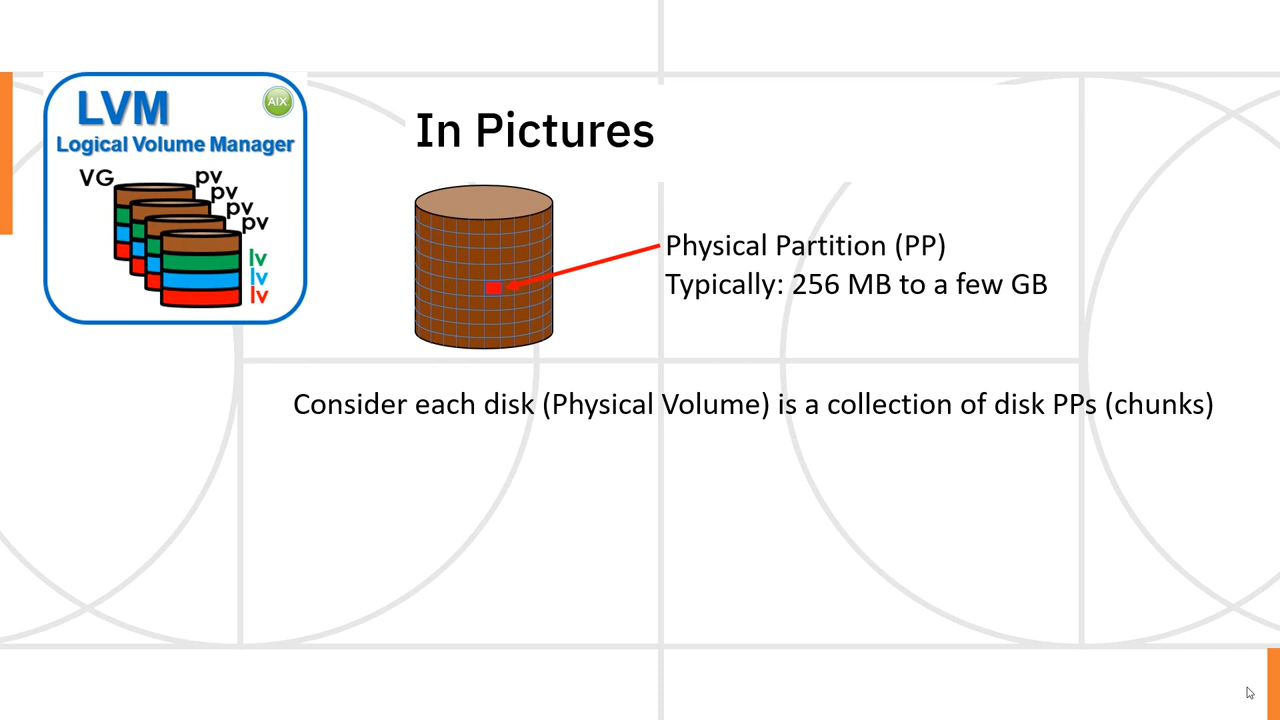 LVM
AIX
Logical Volume Manager
VG
pv
pv
pv
pv
lv
lv
lv
In Pictures
Physical Partition (PP)
Typically: 256 MB to a few GB
Consider each disk (Physical Volume) is a collection of disk PPs (chunks)